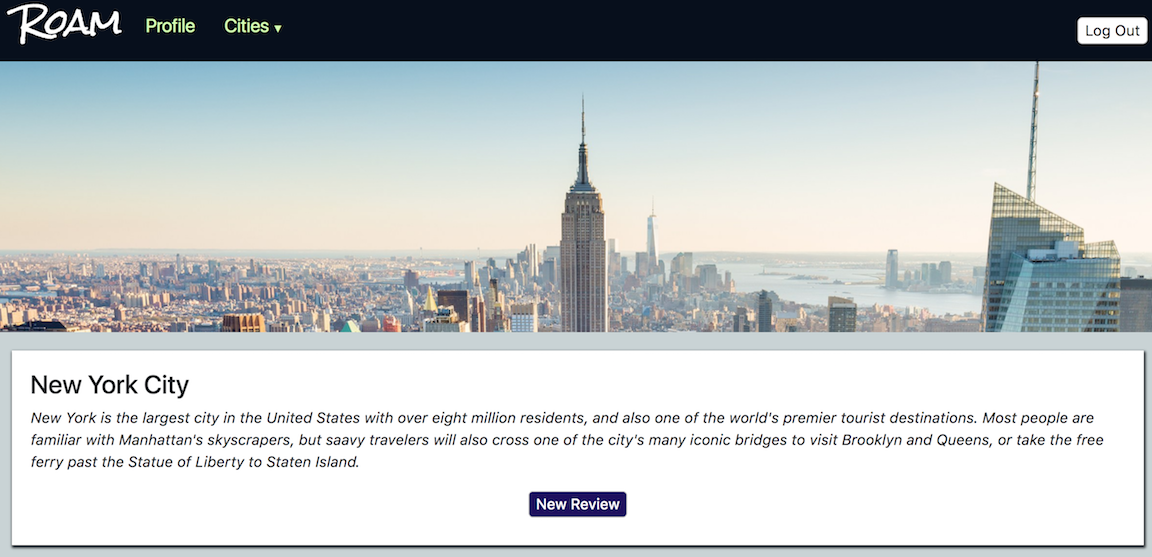 ROAM Profile Cities ▾ Log Out
New York City
New York is the largest city in the United States with over eight million residents, and also one of the world's premier tourist destinations. Most people are
familiar with Manhattan's skyscrapers, but saavy travelers will also cross one of the city's many iconic bridges to visit Brooklyn and Queens, or take the free
ferry past the Statue of Liberty to Staten Island.
New Review